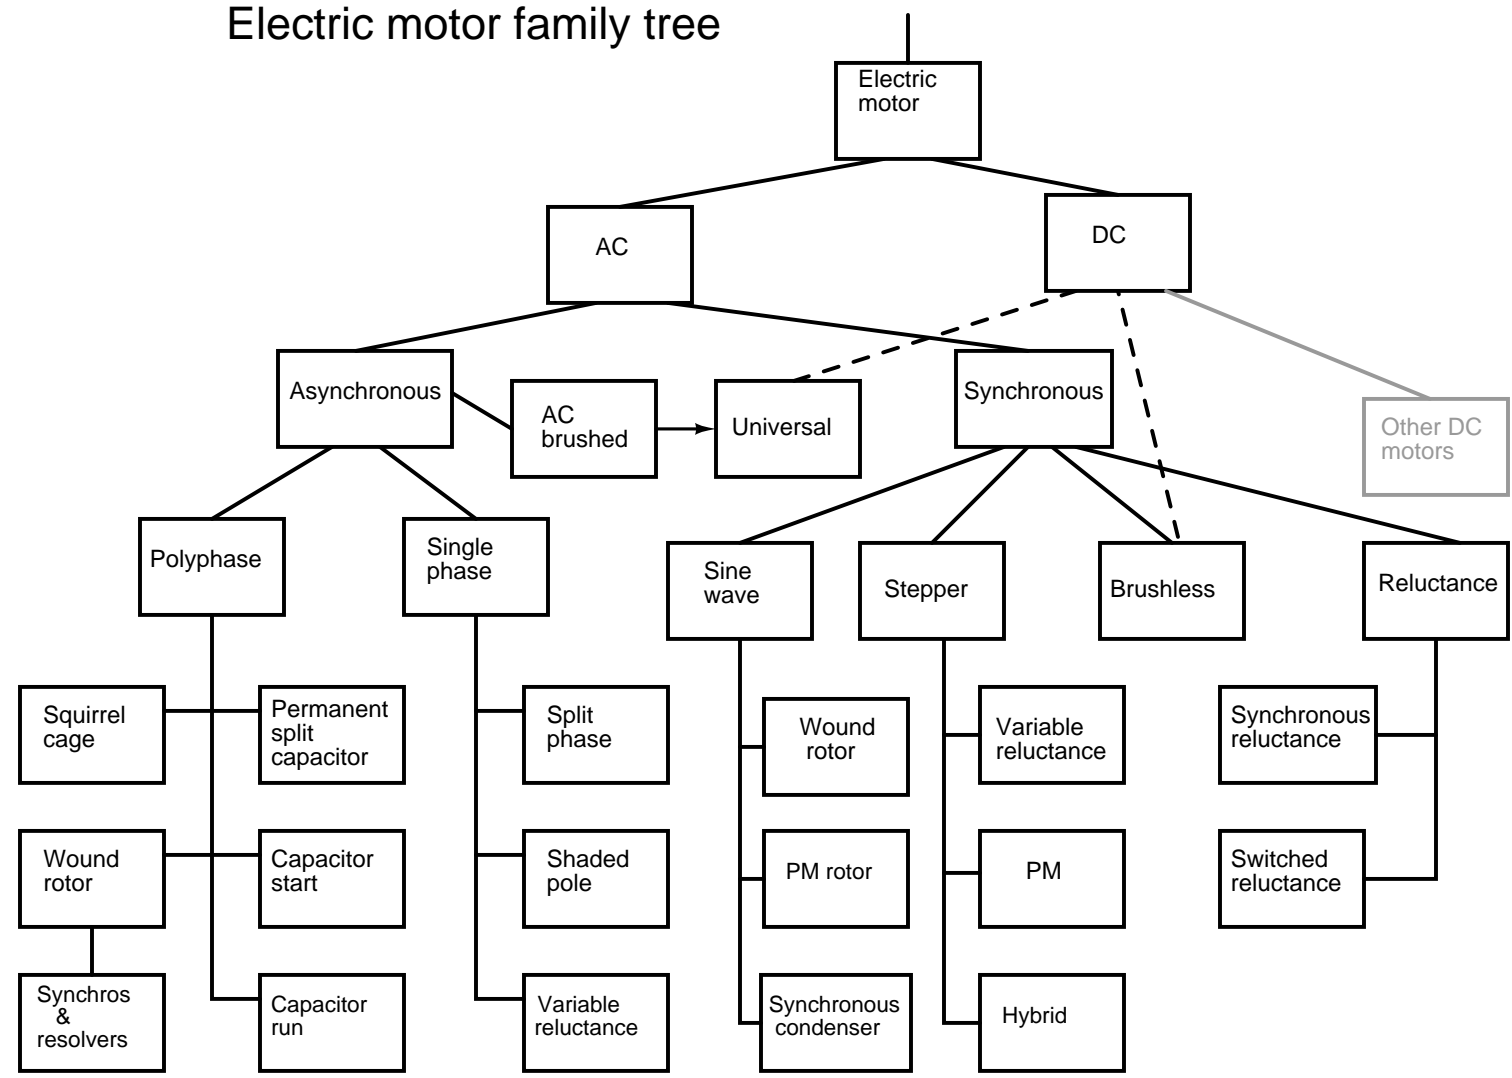 Electric motor family tree
Electric
motor
AC
DC
Asynchronous
AC
brushed
Universal
Synchronous
Other DC
motors
Polyphase
Single
phase
Sine
wave
Stepper
Brushless
Reluctance
Squirrel
cage
Permanent
split
capacitor
Split
phase
Wound
rotor
Variable
reluctance
Synchronous
reluctance
Wound
rotor
Capacitor
start
Shaded
pole
PM rotor
PM
Switched
reluctance
Synchros
&
resolvers
Capacitor
run
Variable
reluctance
Synchronous
condenser
Hybrid